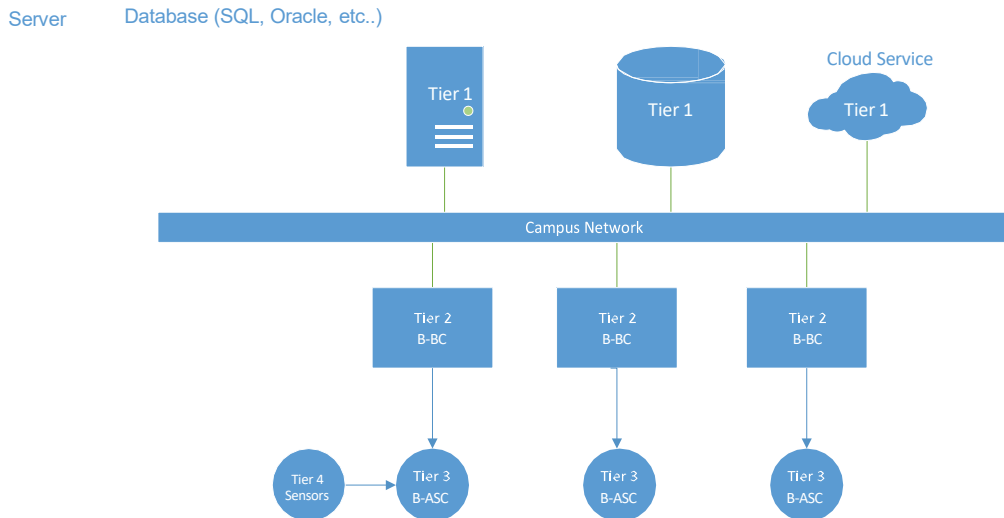 Server
Database (SQL, Oracle, etc..)
Cloud Service
Tier 1
Tier 1
Tier 1
Campus Network
Tier 2
B-BC
Tier 2
B-BC
Tier 2
B-BC
Tier 4
Sensors
Tier 3
B-ASC
Tier 3
B-ASC
Tier 3
B-ASC